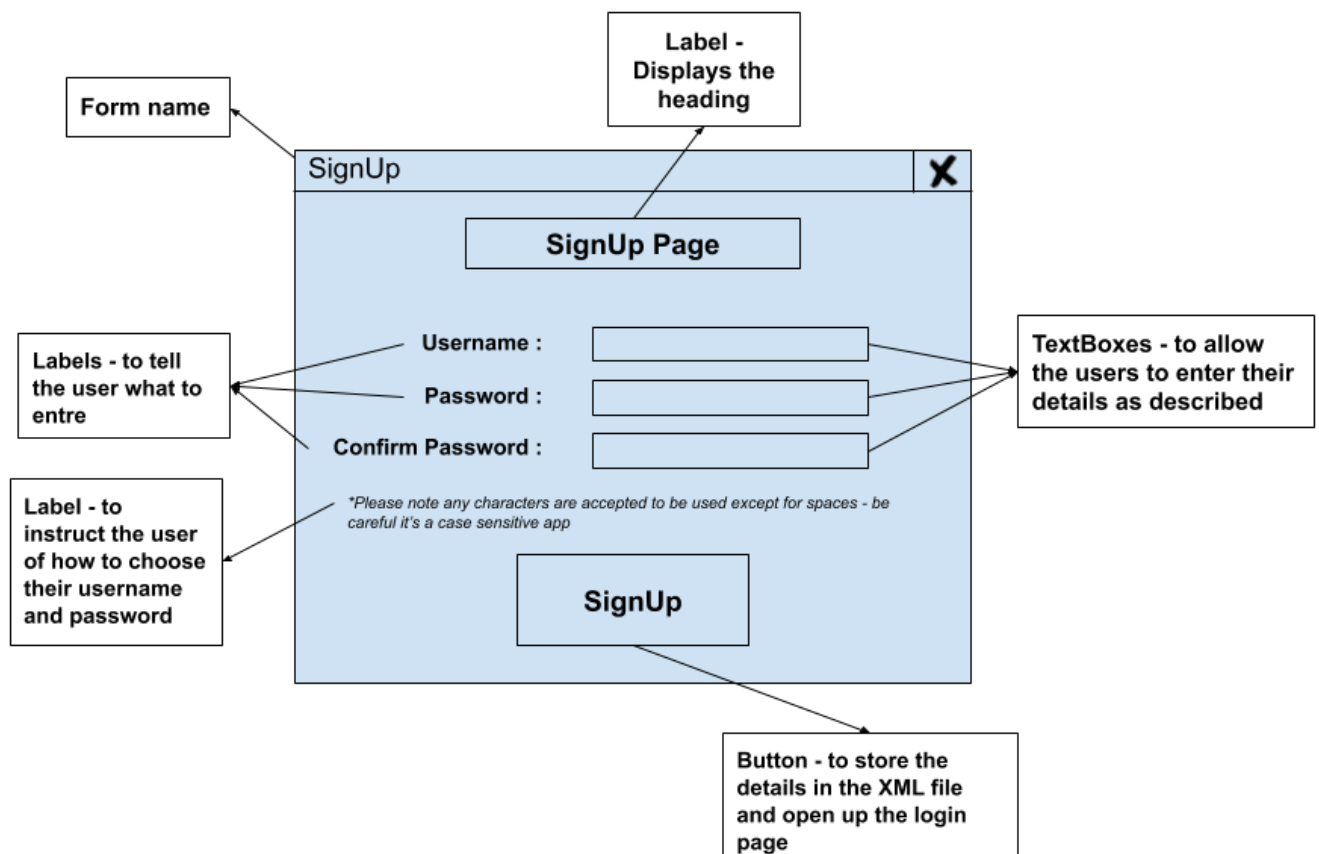 Label -
Displays the
heading
Form name
SignUp
X
SignUp Page
Username :
Labels - to tell
the user what to
entre
TextBoxes - to allow
the users to enter their
details as described
Password :
Confirm Password :
Label - to
instruct the user
of how to choose
their username
and password
*Please note any characters are accepted to be used except for spaces - be
careful it's a case sensitive app
SignUp
Button - to store the
details in the XML file
and open up the login
page